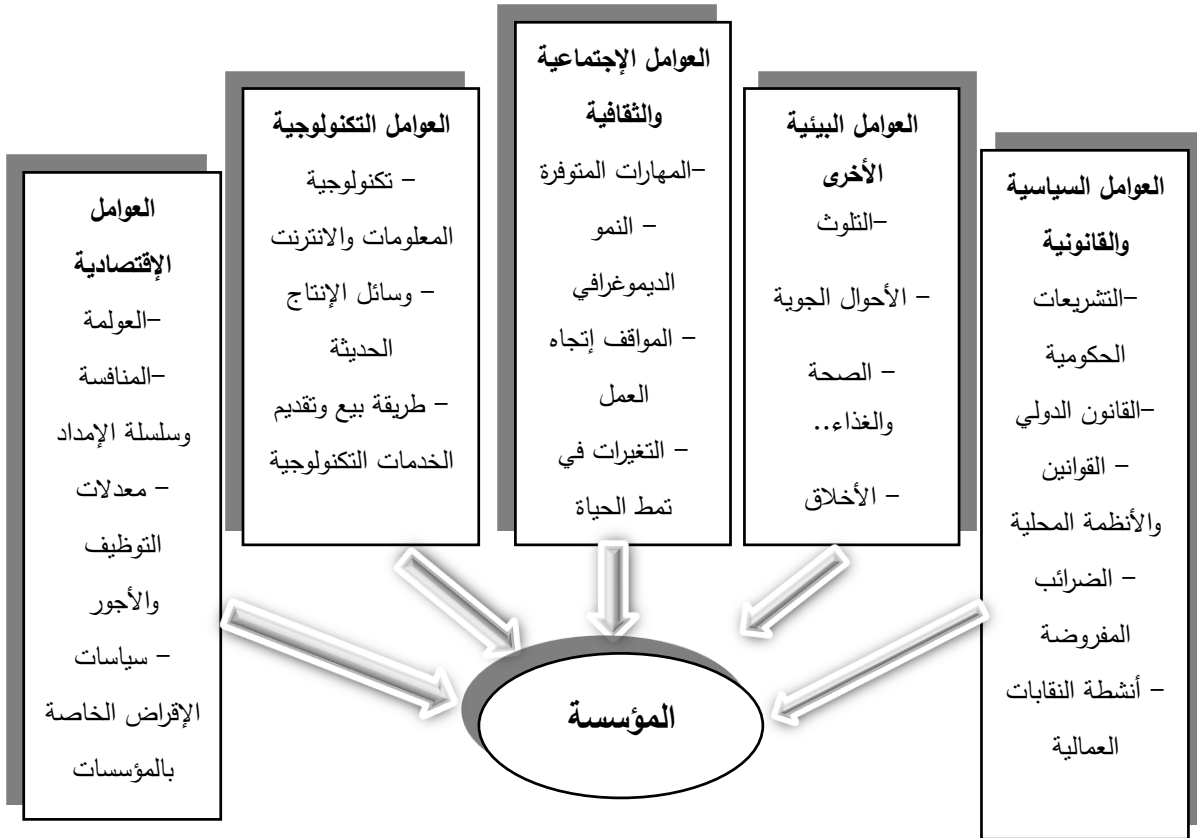 العوامل السياسية
والقانونية
-التشريعات
الحكومية
-القانون الدولي
- القوانين
والأنظمة المحلية
- الضرائب
المفروضة
- أنشطة النقابات
العمالية
العوامل البيئية
الأخرى
-التلوث
- الأحوال الجوية
- الصحة
والغذاء..
- الأخلاق
العوامل الإجتماعية
والثقافية
-المهارات المتوفرة
- النمو
الديموغرافي
- المواقف إتجاه
العمل
- التغيرات في
تمط الحياة
العوامل التكنولوجية
- تكنولوجية
المعلومات والانترنت
- وسائل الإنتاج
الحديثة
- طريقة بيع وتقديم
الخدمات التكنولوجية
العوامل
الإقتصادية
-العولمة
-المنافسة
وسلسلة الإمداد
- معدلات
التوظيف
والأجور
- سياسات
الإقراض الخاصة
بالمؤسسات
المؤسسة